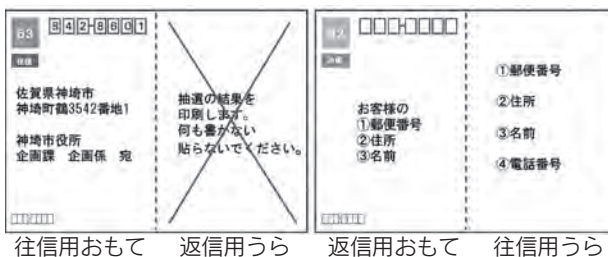 63
842-8601
往信
佐賀県神埼市
神埼町鶴3542番地1
神埼市役所
企画課 企画係 宛
抽選の結果を
印刷します。
何も書かない
貼らないでください。
返信
お客様の
①郵便番号
②住所
③名前
①郵便番号
②住所
③名前
④電話番号
往信用おもて
返信用うら
返信用おもて
往信用うら